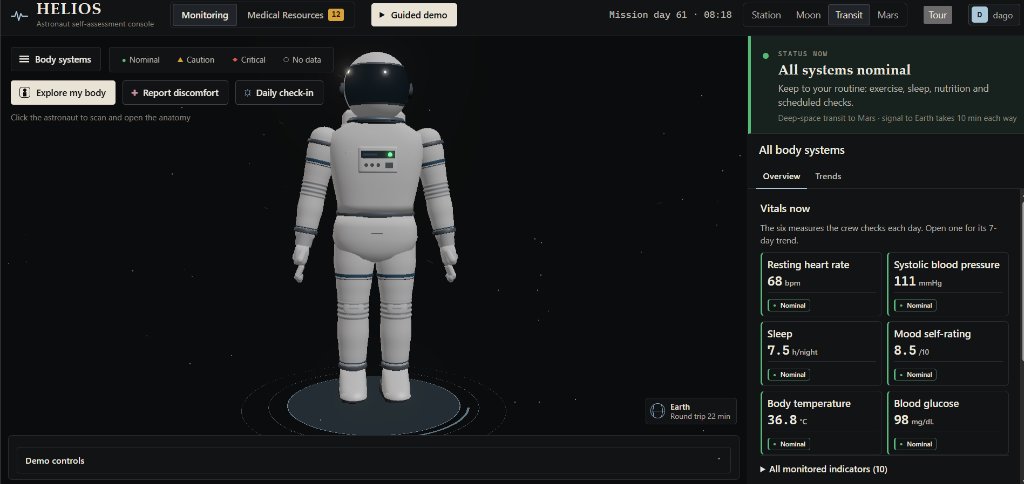 HELIOS
Astronaut self-assessment console
Monitoring
Medical Resources 12
Guided demo
Mission day 61 · 08:18
Station
Moon
Transit
Mars
Tour
D dago
Body systems
Nominal
Caution
Critical
No data
Explore my body
Report discomfort
Daily check-in
Click the astronaut to scan and open the anatomy
STATUS NOW
All systems nominal
Keep to your routine: exercise, sleep, nutrition and
scheduled checks.
Deep-space transit to Mars · signal to Earth takes 10 min each way
All body systems
Overview
Trends
Vitals now
The six measures the crew checks each day. Open one for its 7-
day trend.
Resting heart rate
68 bpm
Nominal
Systolic blood pressure
111 mmHg
Nominal
Sleep
7.5 h/night
Nominal
Mood self-rating
8.5 /10
Nominal
Body temperature
36.8 °C
Nominal
Blood glucose
98 mg/dL
Nominal
All monitored indicators (10)
Earth
Round trip 22 min
Demo controls